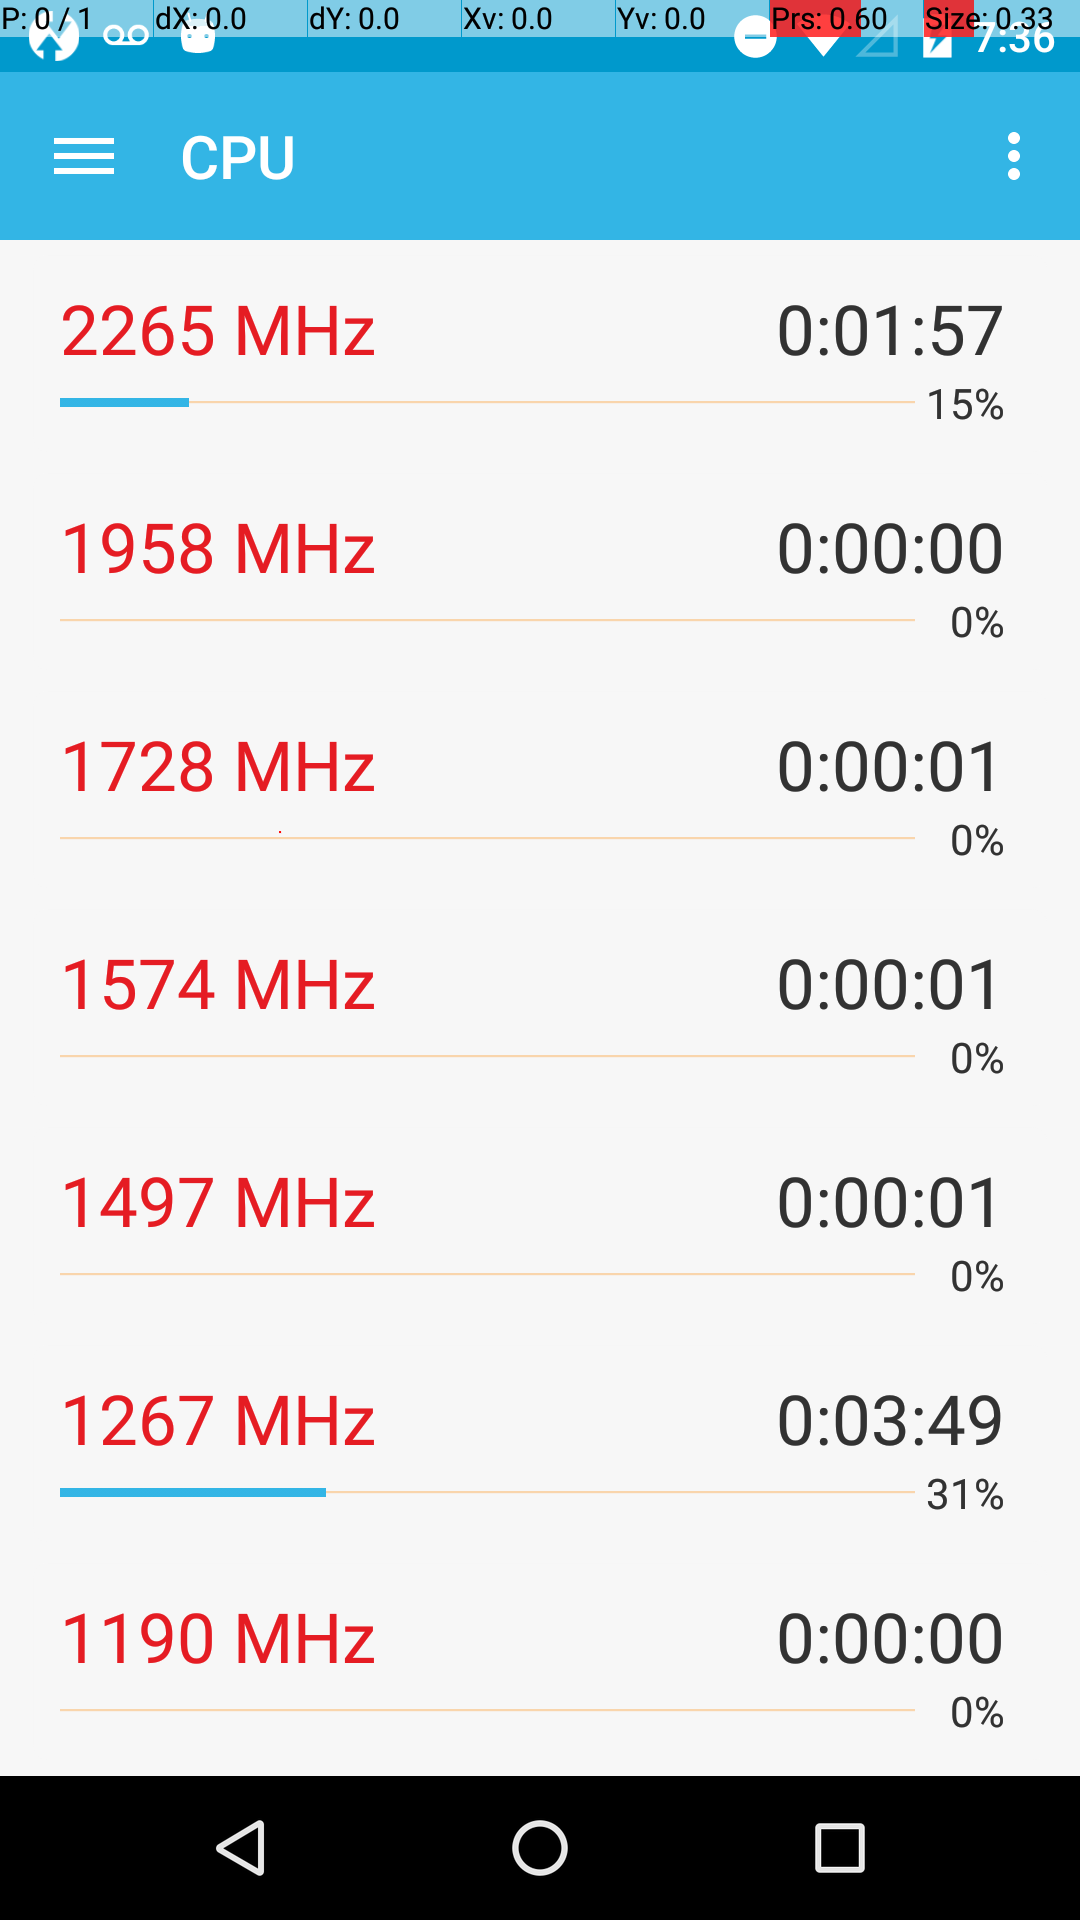 P: 0 / 1 dX: 0.0 dY: 0.0 Xv: 0.0 Yv: 0.0 Prs: 0.60 Size: 0.33
7:36
CPU
2265 MHz 0:01:57
15%
1958 MHz 0:00:00
0%
1728 MHz 0:00:01
0%
1574 MHz 0:00:01
0%
1497 MHz 0:00:01
0%
1267 MHz 0:03:49
31%
1190 MHz 0:00:00
0%